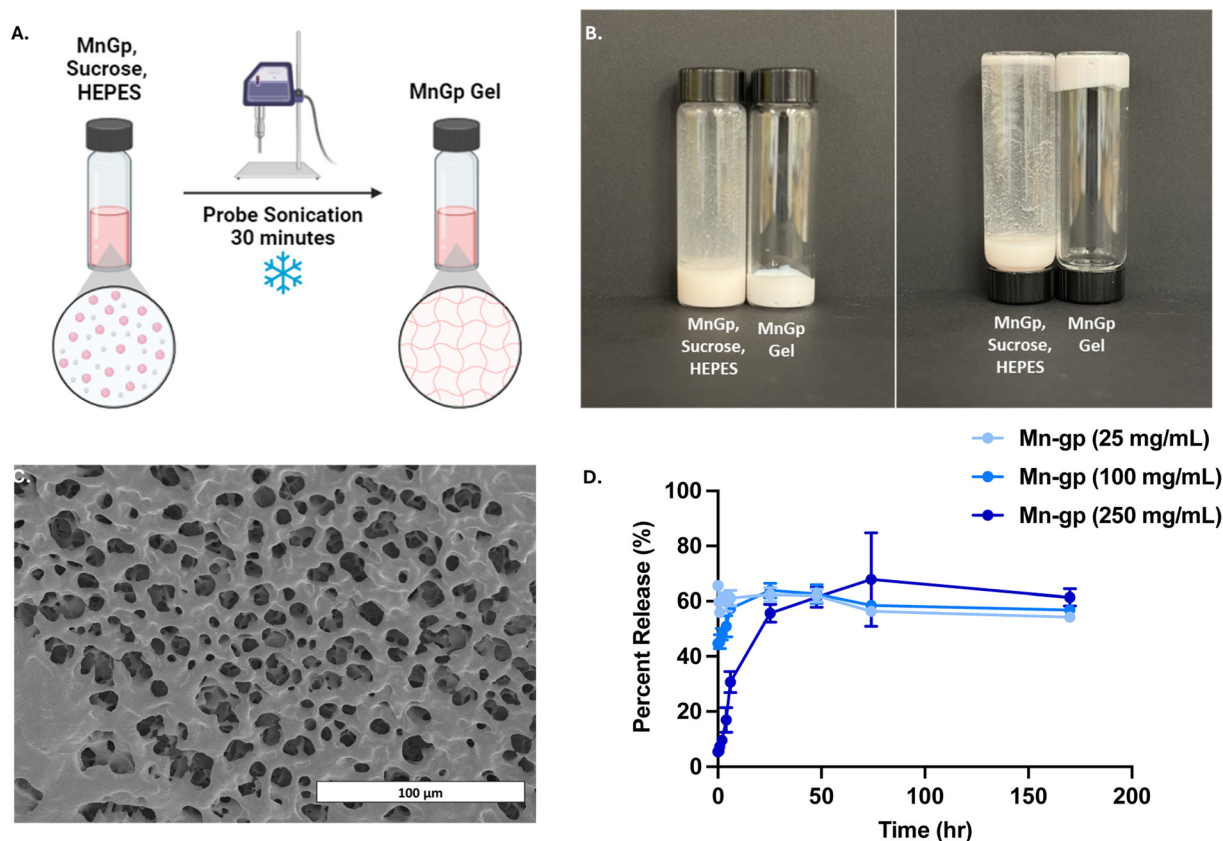 A.
MnGp,
Sucrose,
HEPES
MnGp Gel
Probe Sonication
30 minutes
B.
MnGp,
Sucrose,
HEPES
MnGp
Gel
MnGp,
Sucrose,
HEPES
MnGp
Gel
C.
100 µm
D.
Mn-gp (25 mg/mL)
Mn-gp (100 mg/mL)
Mn-gp (250 mg/mL)
Percent Release (%)
100
80
60
40
20
0
0 50 100 150 200
Time (hr)